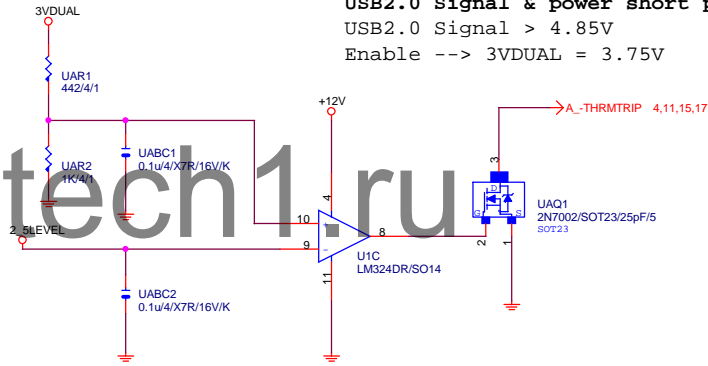 USB2.0 Signal & power short p
USB2.0 Signal > 4.85V
Enable --> 3VDUAL = 3.75V
3VDUAL
UAR1
442/4/1
+12V
A_-THRMTRIP 4,11,15,17
UABC1
0.1u/4/X7R/16V/K
UAR2
1K/4/1
tech1.ru
3
D
G
S
UAQ1
2N7002/SOT23/25pF/5
SOT23
2
1
4
10
+
9
-
8
11
U1C
LM324DR/SO14
2_5LEVEL
UABC2
0.1u/4/X7R/16V/K